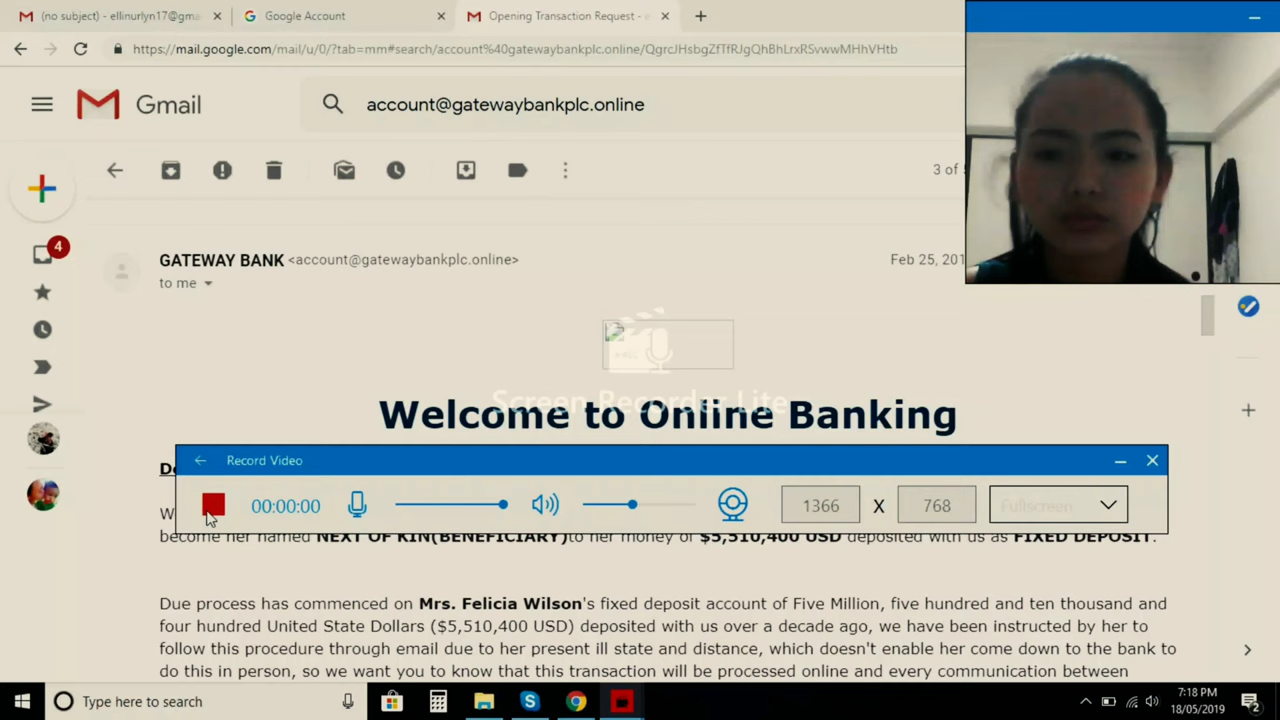 (no subject) - ellinurlyn17@gma
Google Account
Opening Transaction Request - e
https://mail.google.com/mail/u/0/?tab=mm#search/account%40gatewaybankplc.online/QgrcJHsbgZfTfRJgQhBhLrxRSvwwMHhVHtb
Gmail
account@gatewaybankplc.online
3 of
4
GATEWAY BANK <account@gatewaybankplc.online>
Feb 25, 201
to me
Screen Recorder Lite
Welcome to Online Banking
Record Video
00:00:00
1366 X 768 Fullscreen
become her named NEXT OF KIN(BENEFICIARY)to her money of $5,510,400 USD deposited with us as FIXED DEPOSIT.
Due process has commenced on Mrs. Felicia Wilson's fixed deposit account of Five Million, five hundred and ten thousand and
four hundred United State Dollars ($5,510,400 USD) deposited with us over a decade ago, we have been instructed by her to
follow this procedure through email due to her present ill state and distance, which doesn't enable her come down to the bank to
do this in person, so we want you to know that this transaction will be processed online and every communication between
Type here to search
7:18 PM
18/05/2019
2